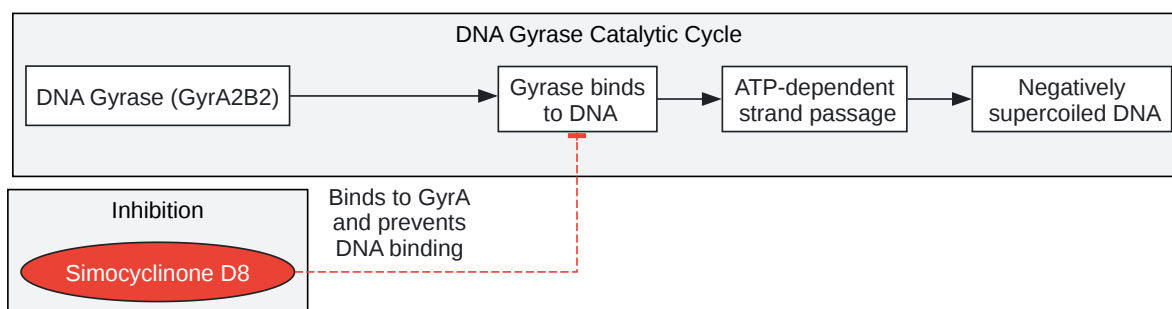 DNA Gyrase Catalytic Cycle
DNA Gyrase (GyrA2B2)
Gyrase binds
to DNA
ATP-dependent
strand passage
Negatively
supercoiled DNA
Binds to GyrA
and prevents
DNA binding
Inhibition
Simocyclinone D8